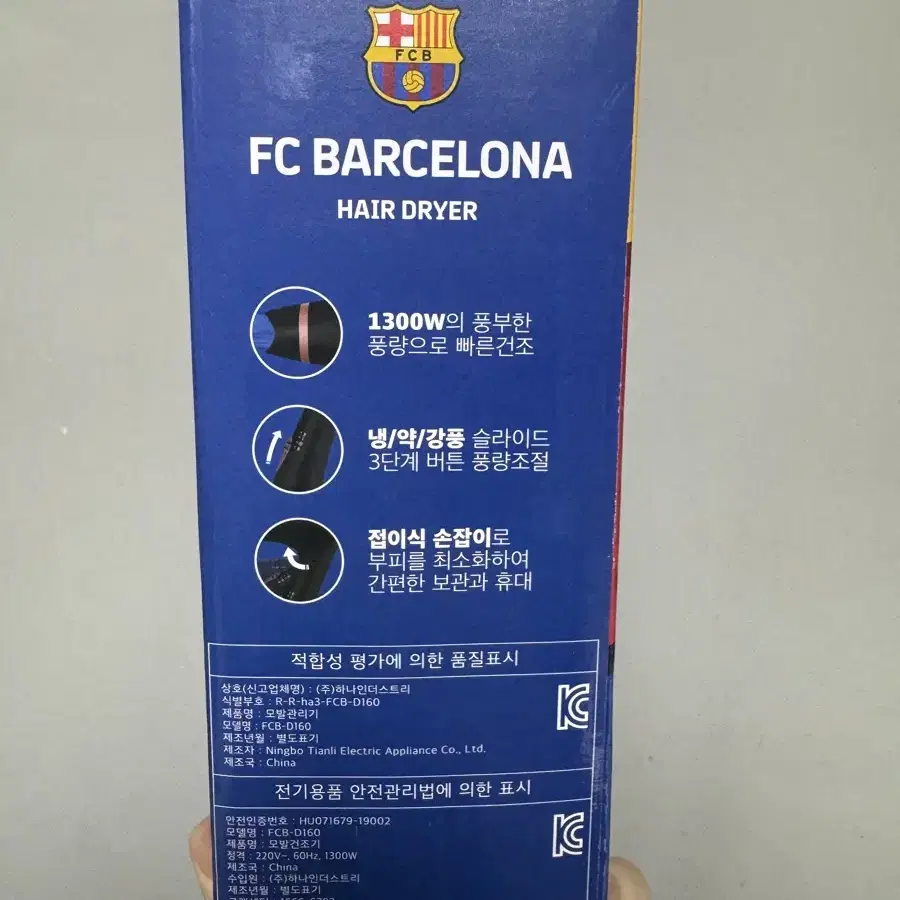 FCB
FC BARCELONA
HAIR DRYER
1300W의 풍부한
풍량으로 빠른건조
냉/약/강풍 슬라이드
3단계 버튼 풍량조절
접이식 손잡이로
부피를 최소화하여
간편한 보관과 휴대
적합성 평가에 의한 품질표시
상호(신고업체명) : (주)하나인더스트리
식별부호 : R-R-ha3-FCB-D160
제품명 : 모발관리기
모델명 : FCB-D160
제조년월 : 별도표기
제조자 : Ningbo Tianli Electric Appliance Co., Ltd.
제조국 : China
전기용품 안전관리법에 의한 표시
안전인증번호 : HU071679-19002
모델명 : FCB-D160
제품명 : 모발건조기
정격 : 220V~, 60Hz, 1300W
제조국 : China
수입원 : (주)하나인더스트리
제조년월 : 별도표기